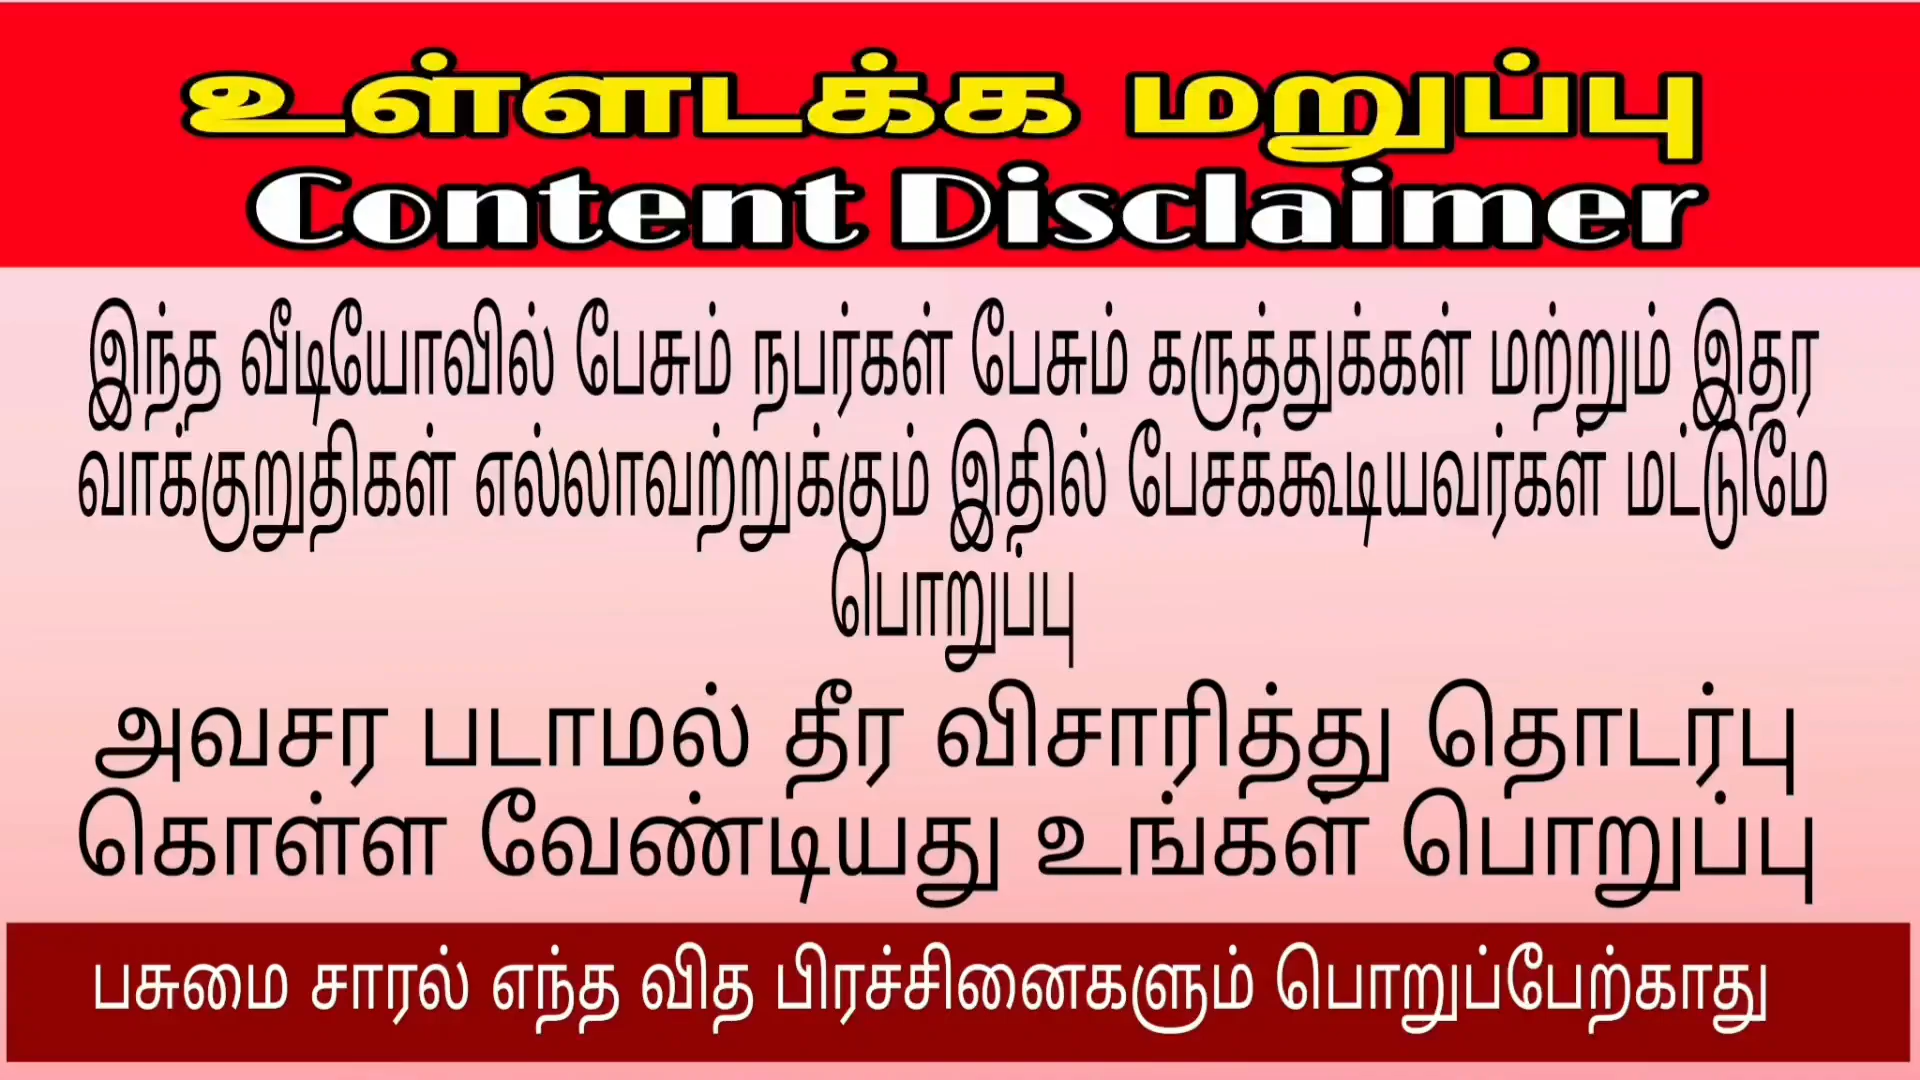 உள்ளடக்க மறுப்பு
Content Disclaimer
இந்த வீடியோவில் பேசும் நபர்கள் பேசும் கருத்துக்கள் மற்றும் இதர
வாக்குறுதிகள் எல்லாவற்றுக்கும் இதில் பேசக்கூடியவர்கள் மட்டுமே
பொறுப்பு
அவசர படாமல் தீர விசாரித்து தொடர்பு
கொள்ள வேண்டியது உங்கள் பொறுப்பு
பசுமை சாரல் எந்த வித பிரச்சினைகளும் பொறுப்பேற்காது